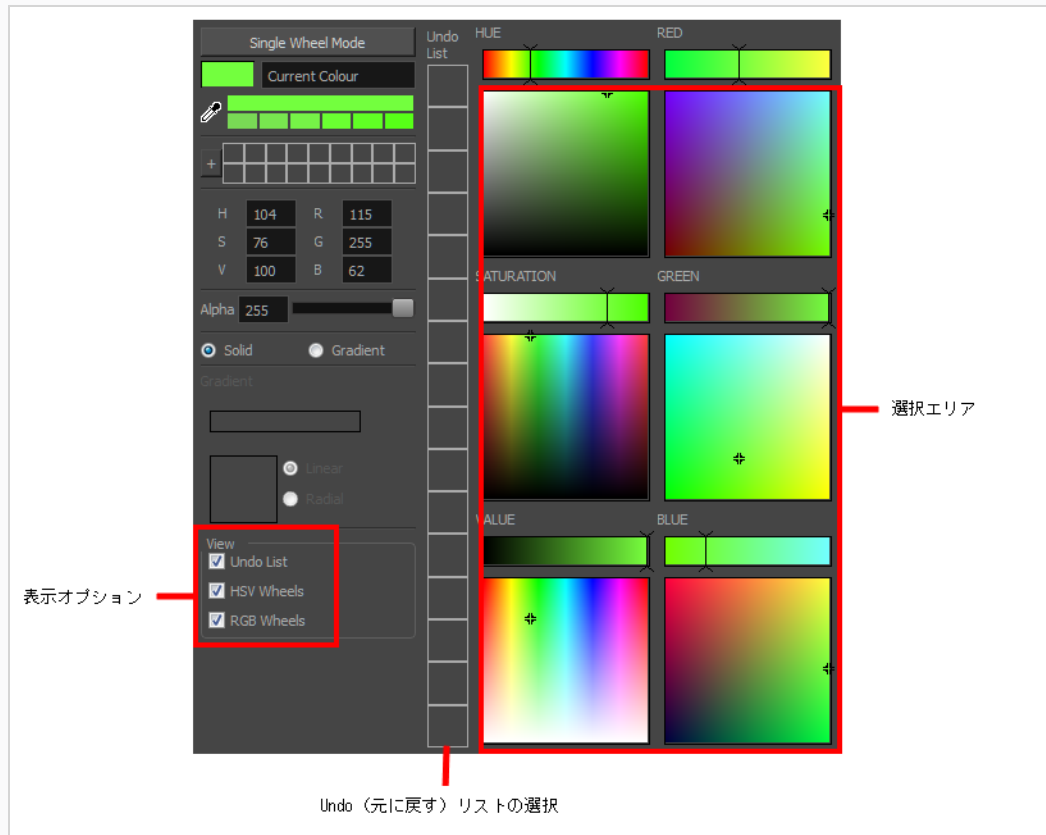 Single Wheel Mode
Current Colour
+
H 104 R 115
S 76 G 255
V 100 B 62
Alpha 255
Solid Gradient
Gradient
Linear
Radial
View
Undo List
HSV Wheels
RGB Wheels
Undo
List
HUE RED
SATURATION GREEN
VALUE BLUE
選択エリア
表示オプション
Undo（元に戻す）リストの選択